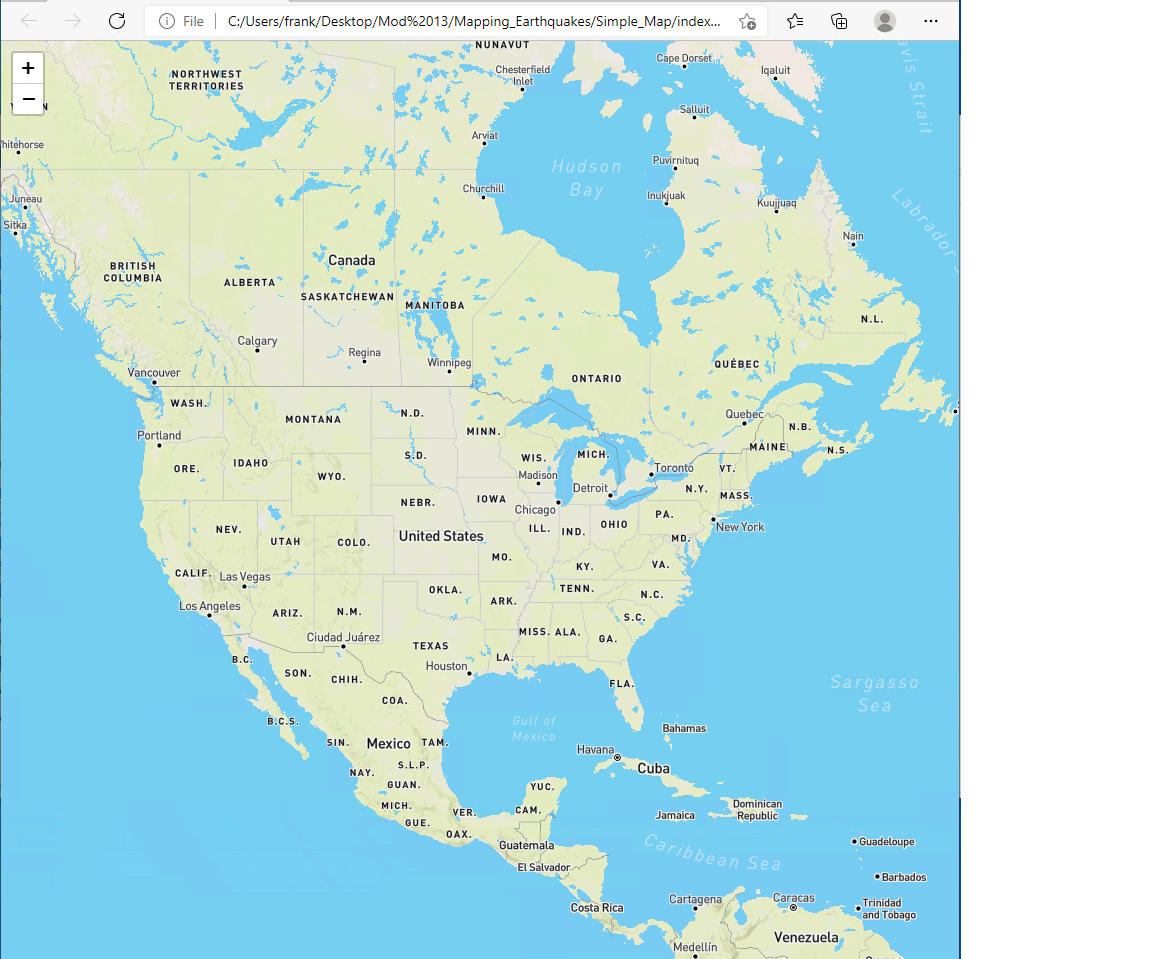 File
C:/Users/frank/Desktop/Mod%2013/Mapping_Earthquakes/Simple_Map/index...
+
−
NUNAVUT
Cape Dorset
Iqaluit
Chesterfield
Inlet
NORTHWEST
TERRITORIES
Salluit
Arviat
Hudson
Bay
Puvirnituq
Churchill
Inukjuak
Kuujjuaq
Juneau
Sitka
Nain
Labrador
BRITISH
COLUMBIA
Canada
ALBERTA
SASKATCHEWAN
MANITOBA
N.L.
Calgary
Regina
Winnipeg
Vancouver
ONTARIO
QUÉBEC
WASH.
MONTANA
N.D.
Quebec
N.B.
MINN.
Portland
MAINE
N.S.
ORE.
IDAHO
WYO.
S.D.
WIS.
MICH.
Madison
Toronto
VT.
Detroit
N.Y.
MASS.
NEBR.
IOWA
Chicago
PA.
New York
NEV.
UTAH
COLO.
United States
ILL.
IND.
OHIO
MD.
MO.
KY.
VA.
CALIF.
Las Vegas
OKLA.
ARK.
TENN.
N.C.
Los Angeles
ARIZ.
N.M.
MISS.
ALA.
GA.
S.C.
Ciudad Juárez
TEXAS
LA.
B.C.
SON.
CHIH.
Houston
FLA.
COA.
Sargasso
Sea
B.C.S.
Gulf of
Mexico
Bahamas
SIN.
Mexico
TAM.
Havana
Cuba
NAY.
S.L.P.
GUAN.
YUC.
MICH.
VER.
CAM.
Jamaica
Dominican
Republic
GUE.
OAX.
Guatemala
Caribbean Sea
Guadeloupe
El Salvador
Barbados
Costa Rica
Cartagena
Caracas
Trinidad
and Tobago
Medellín
Venezuela